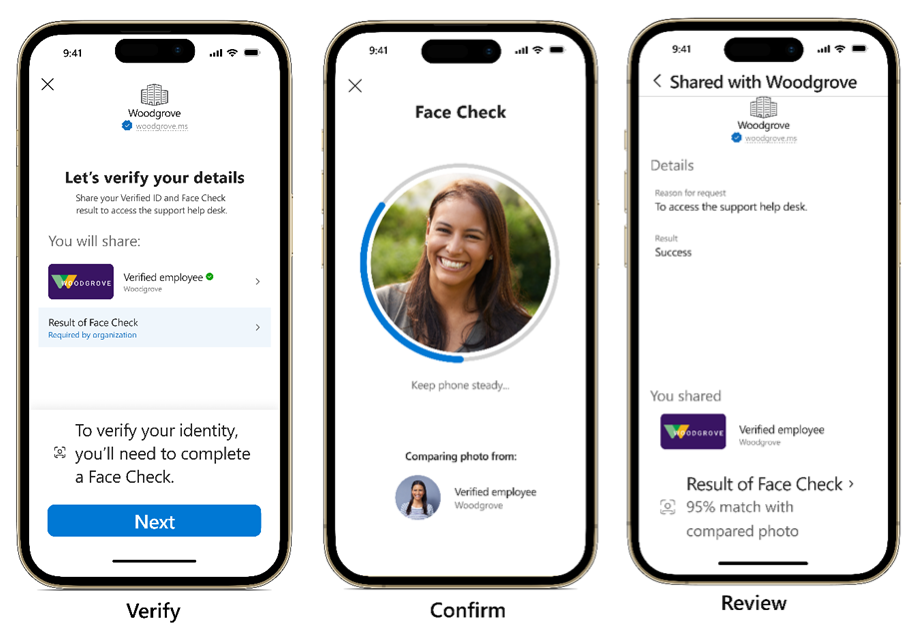 9:41
Woodgrove
woodgrove.ms
Let's verify your details
Share your Verified ID and Face Check
result to access the support help desk.
You will share:
WOODGROVE
Verified employee
Woodgrove
Result of Face Check
Required by organization
To verify your identity,
you'll need to complete
a Face Check.
Next
Verify
9:41
Face Check
Keep phone steady...
Comparing photo from:
Verified employee
Woodgrove
Confirm
9:41
Shared with Woodgrove
Woodgrove
woodgrove.ms
Details
Reason for request
To access the support help desk.
Result
Success
You shared
WOODGROVE
Verified employee
Woodgrove
Result of Face Check
95% match with
compared photo
Review